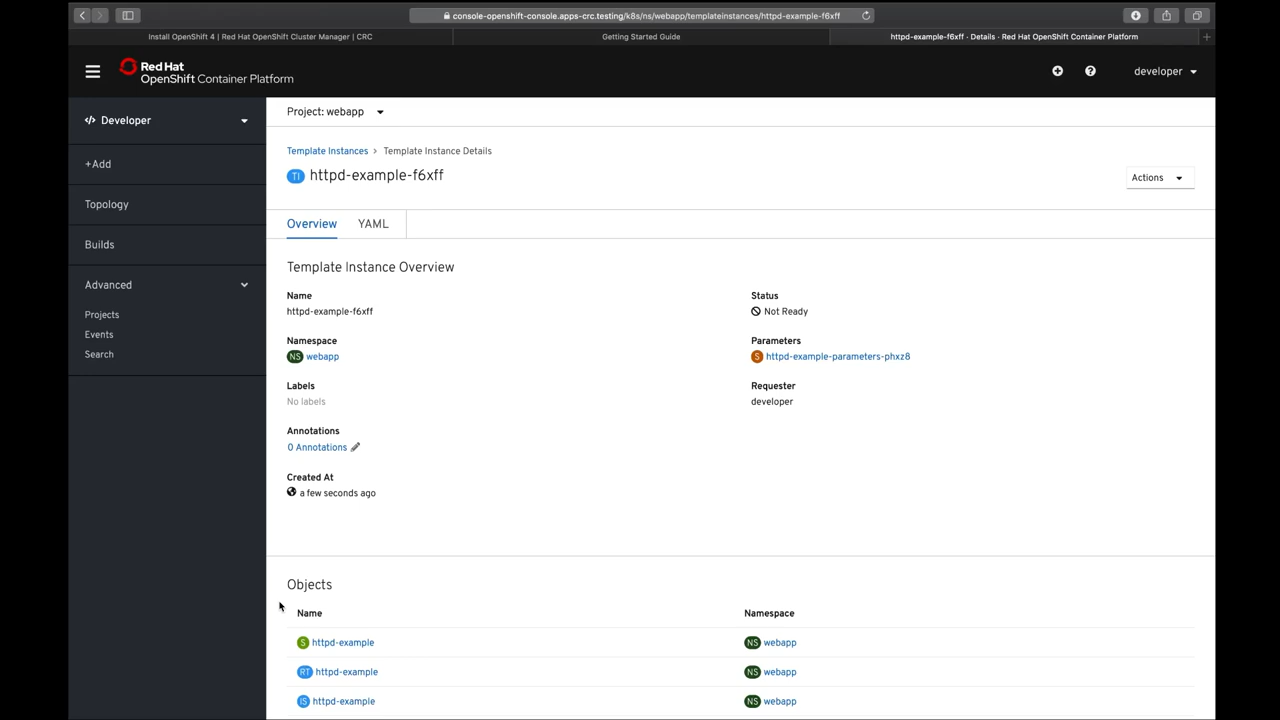 console-openshift-console.apps-crc.testing/k8s/ns/webapp/templateinstances/httpd-example-f6xff
Install OpenShift 4 | Red Hat OpenShift Cluster Manager | CRC
Getting Started Guide
httpd-example-f6xff · Details · Red Hat OpenShift Container Platform
Red Hat
OpenShift Container Platform
developer
Developer
+Add
Topology
Builds
Advanced
Projects
Events
Search
Project: webapp
Template Instances > Template Instance Details
TI httpd-example-f6xff
Actions
Overview YAML
Template Instance Overview
Name
httpd-example-f6xff
Namespace
NS webapp
Labels
No labels
Annotations
0 Annotations
Created At
a few seconds ago
Status
Not Ready
Parameters
S httpd-example-parameters-phxz8
Requester
developer
Objects
Name Namespace
S httpd-example NS webapp
RT httpd-example NS webapp
IS httpd-example NS webapp